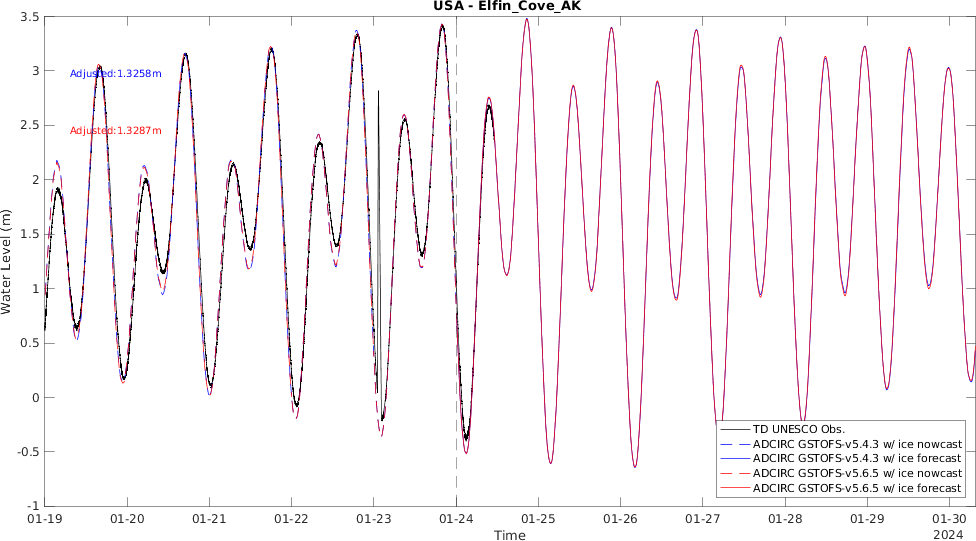 USA - Elfin_Cove_AK
3.5
3
2.5
2
1.5
1
0.5
0
-0.5
-1
Water Level (m)
Adjusted:1.3258m
Adjusted:1.3287m
TD UNESCO Obs.
ADCIRC GSTOFS-v5.4.3 w/ ice nowcast
ADCIRC GSTOFS-v5.4.3 w/ ice forecast
ADCIRC GSTOFS-v5.6.5 w/ ice nowcast
ADCIRC GSTOFS-v5.6.5 w/ ice forecast
01-19 01-20 01-21 01-22 01-23 01-24 01-25 01-26 01-27 01-28 01-29 01-30
2024
Time